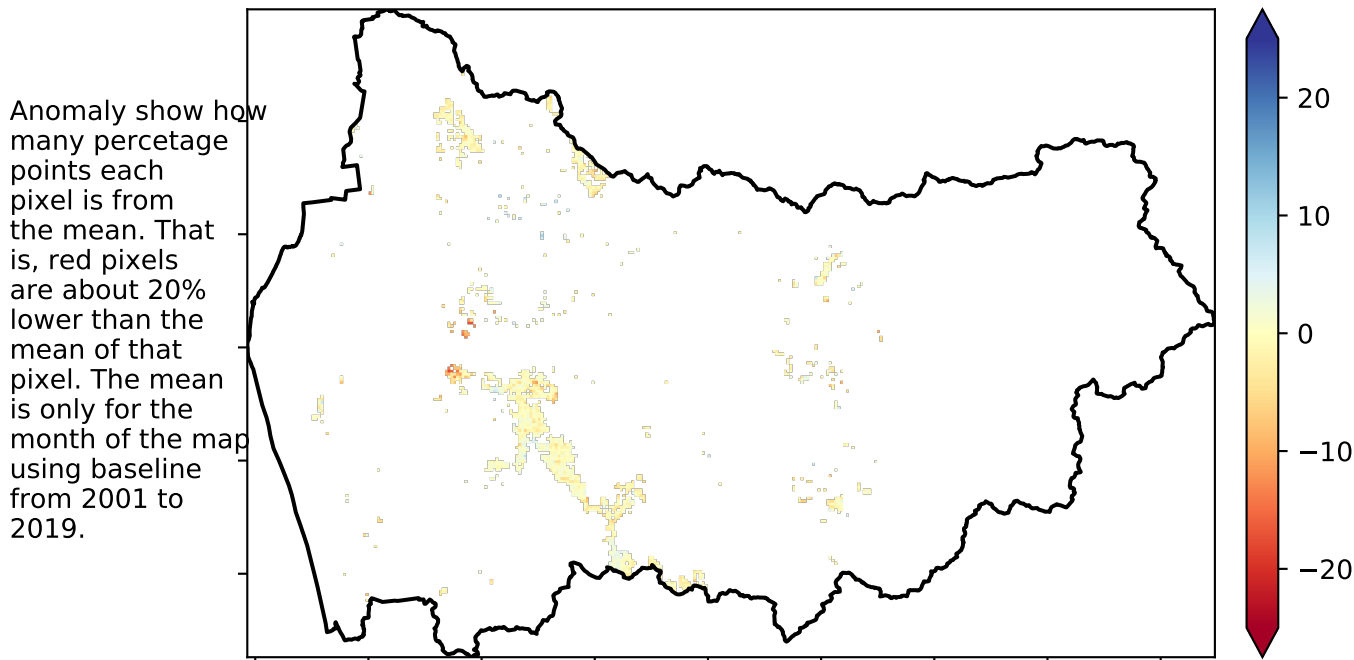 Anomaly show how
many percetage
points each
pixel is from
the mean. That
is, red pixels
are about 20%
lower than the
mean of that
pixel. The mean
is only for the
month of the map
using baseline
from 2001 to
2019.
20
10
0
−10
−20